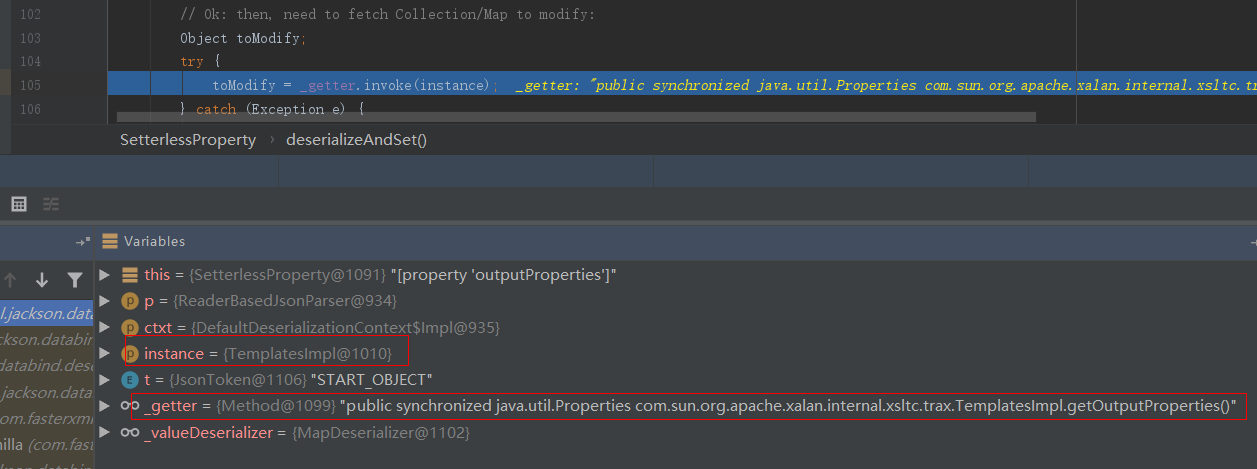 102 // Ok: then, need to fetch Collection/Map to modify:
103 Object toModify;
104 try {
105 toModify = _getter.invoke(instance); _getter: "public synchronized java.util.Properties com.sun.org.apache.xalan.internal.xsltc.tr
106 } catch (Exception e) {
SetterlessProperty › deserializeAndSet()
Variables
this = {SetterlessProperty@1091} "[property 'outputProperties']"
p p = {ReaderBasedJsonParser@934}
l.jackson.data
p ctxt = {DefaultDeserializationContext$Impl@935}
ckson.databind
p instance = {TemplatesImpl@1010}
databind.dese
E t = {JsonToken@1106} "START_OBJECT"
.jackson.data
_getter = {Method@1099} "public synchronized java.util.Properties com.sun.org.apache.xalan.internal.xsltc.trax.TemplatesImpl.getOutputProperties()"
om.fasterxml
_valueDeserializer = {MapDeserializer@1102}
nilla (com.fast